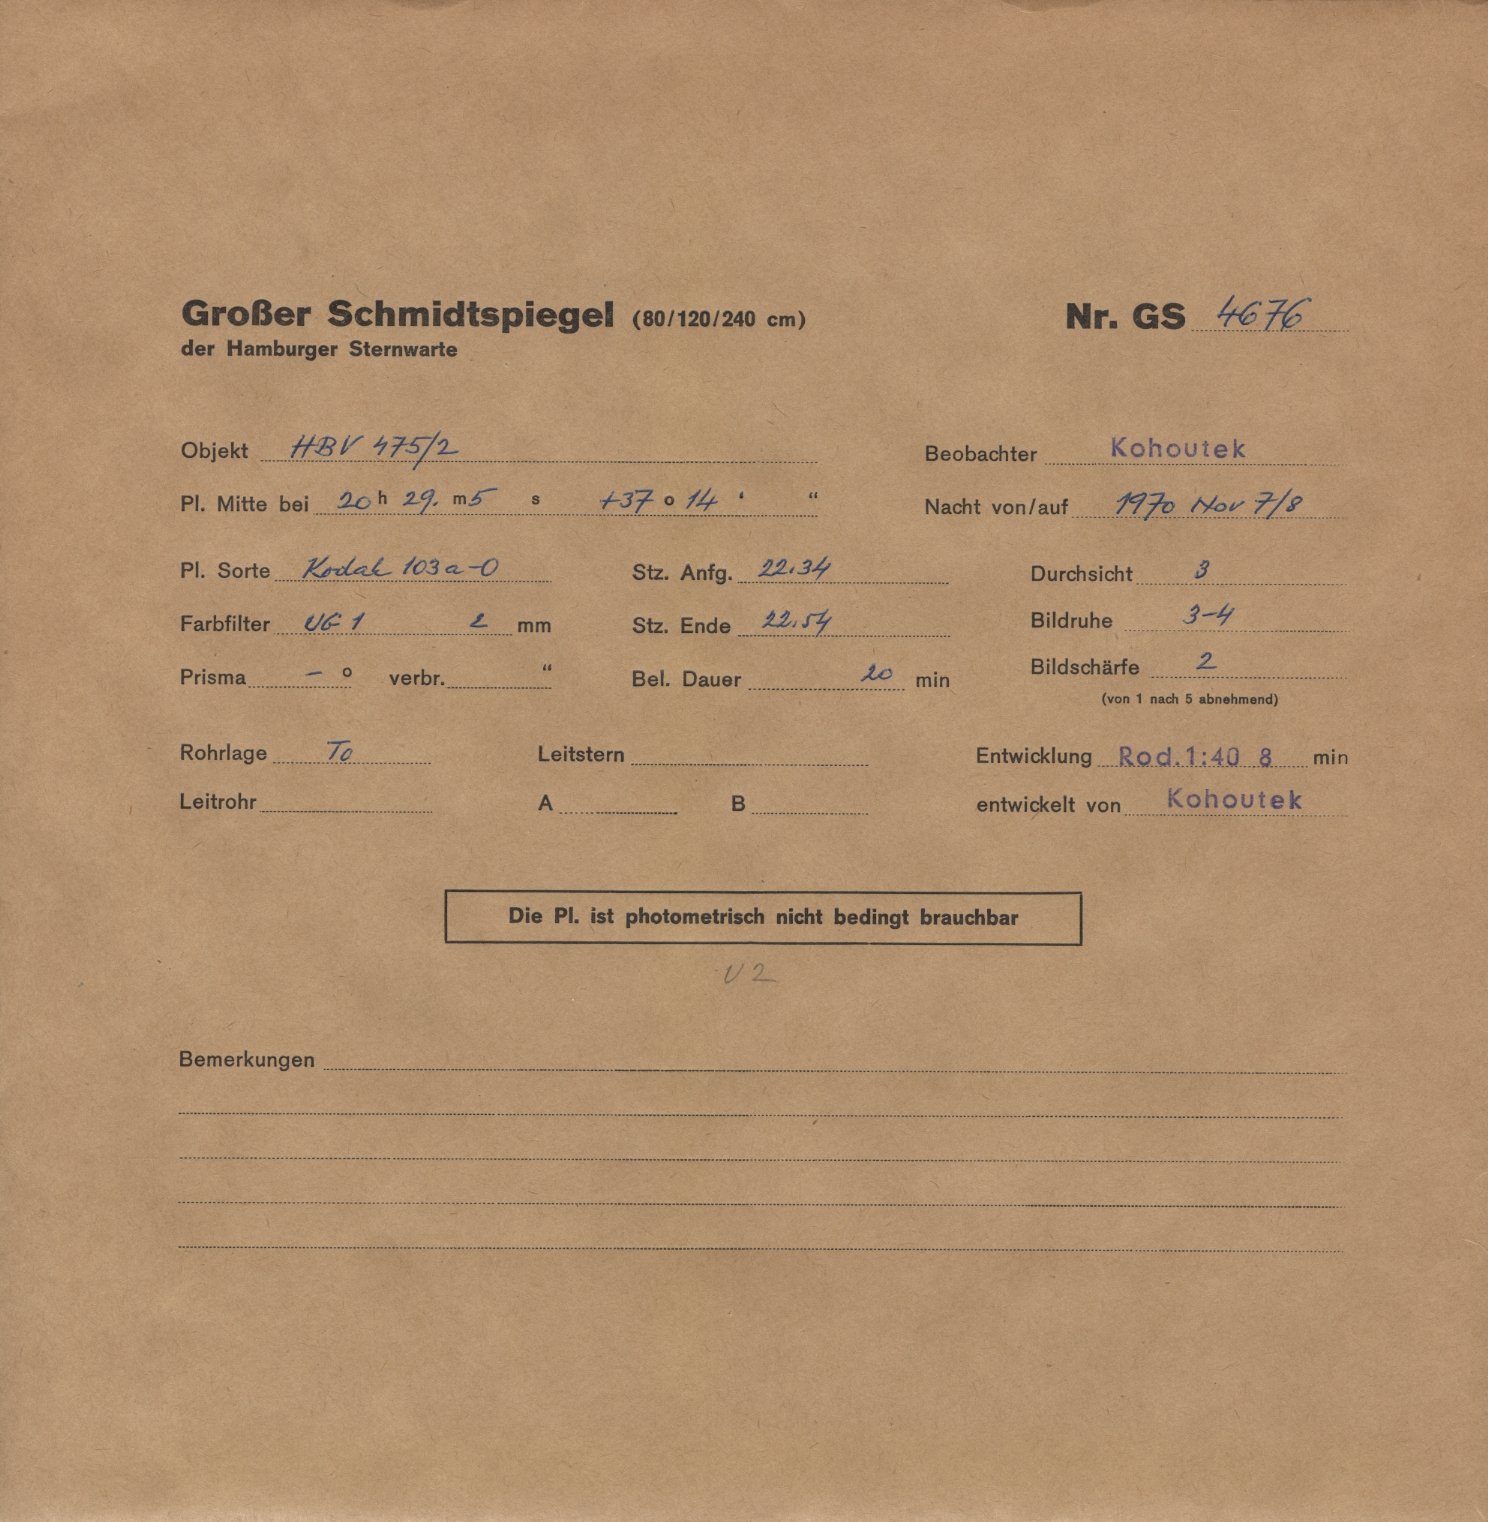 Großer Schmidtspiegel (80/120/240 cm) Nr. GS 4676
der Hamburger Sternwarte
Objekt HBV 475/2 Beobachter Kohoutek
Pl. Mitte bei 20 h 29. m 5 s +37 o 14 ‘ “ Nacht von/auf 1970 Nov 7/8
Pl. Sorte Kodak 103a-O Stz. Anfg. 22.34 Durchsicht 3
Farbfilter UG 1 2 mm Stz. Ende 22.54 Bildruhe 3-4
Prisma – o verbr. “ Bel. Dauer 20 min Bildschärfe 2
(von 1 nach 5 abnehmend)
Rohrlage To Leitstern Entwicklung Rod.1:40 8 min
Leitrohr A B entwickelt von Kohoutek
Die Pl. ist photometrisch nicht bedingt brauchbar
U 2
Bemerkungen